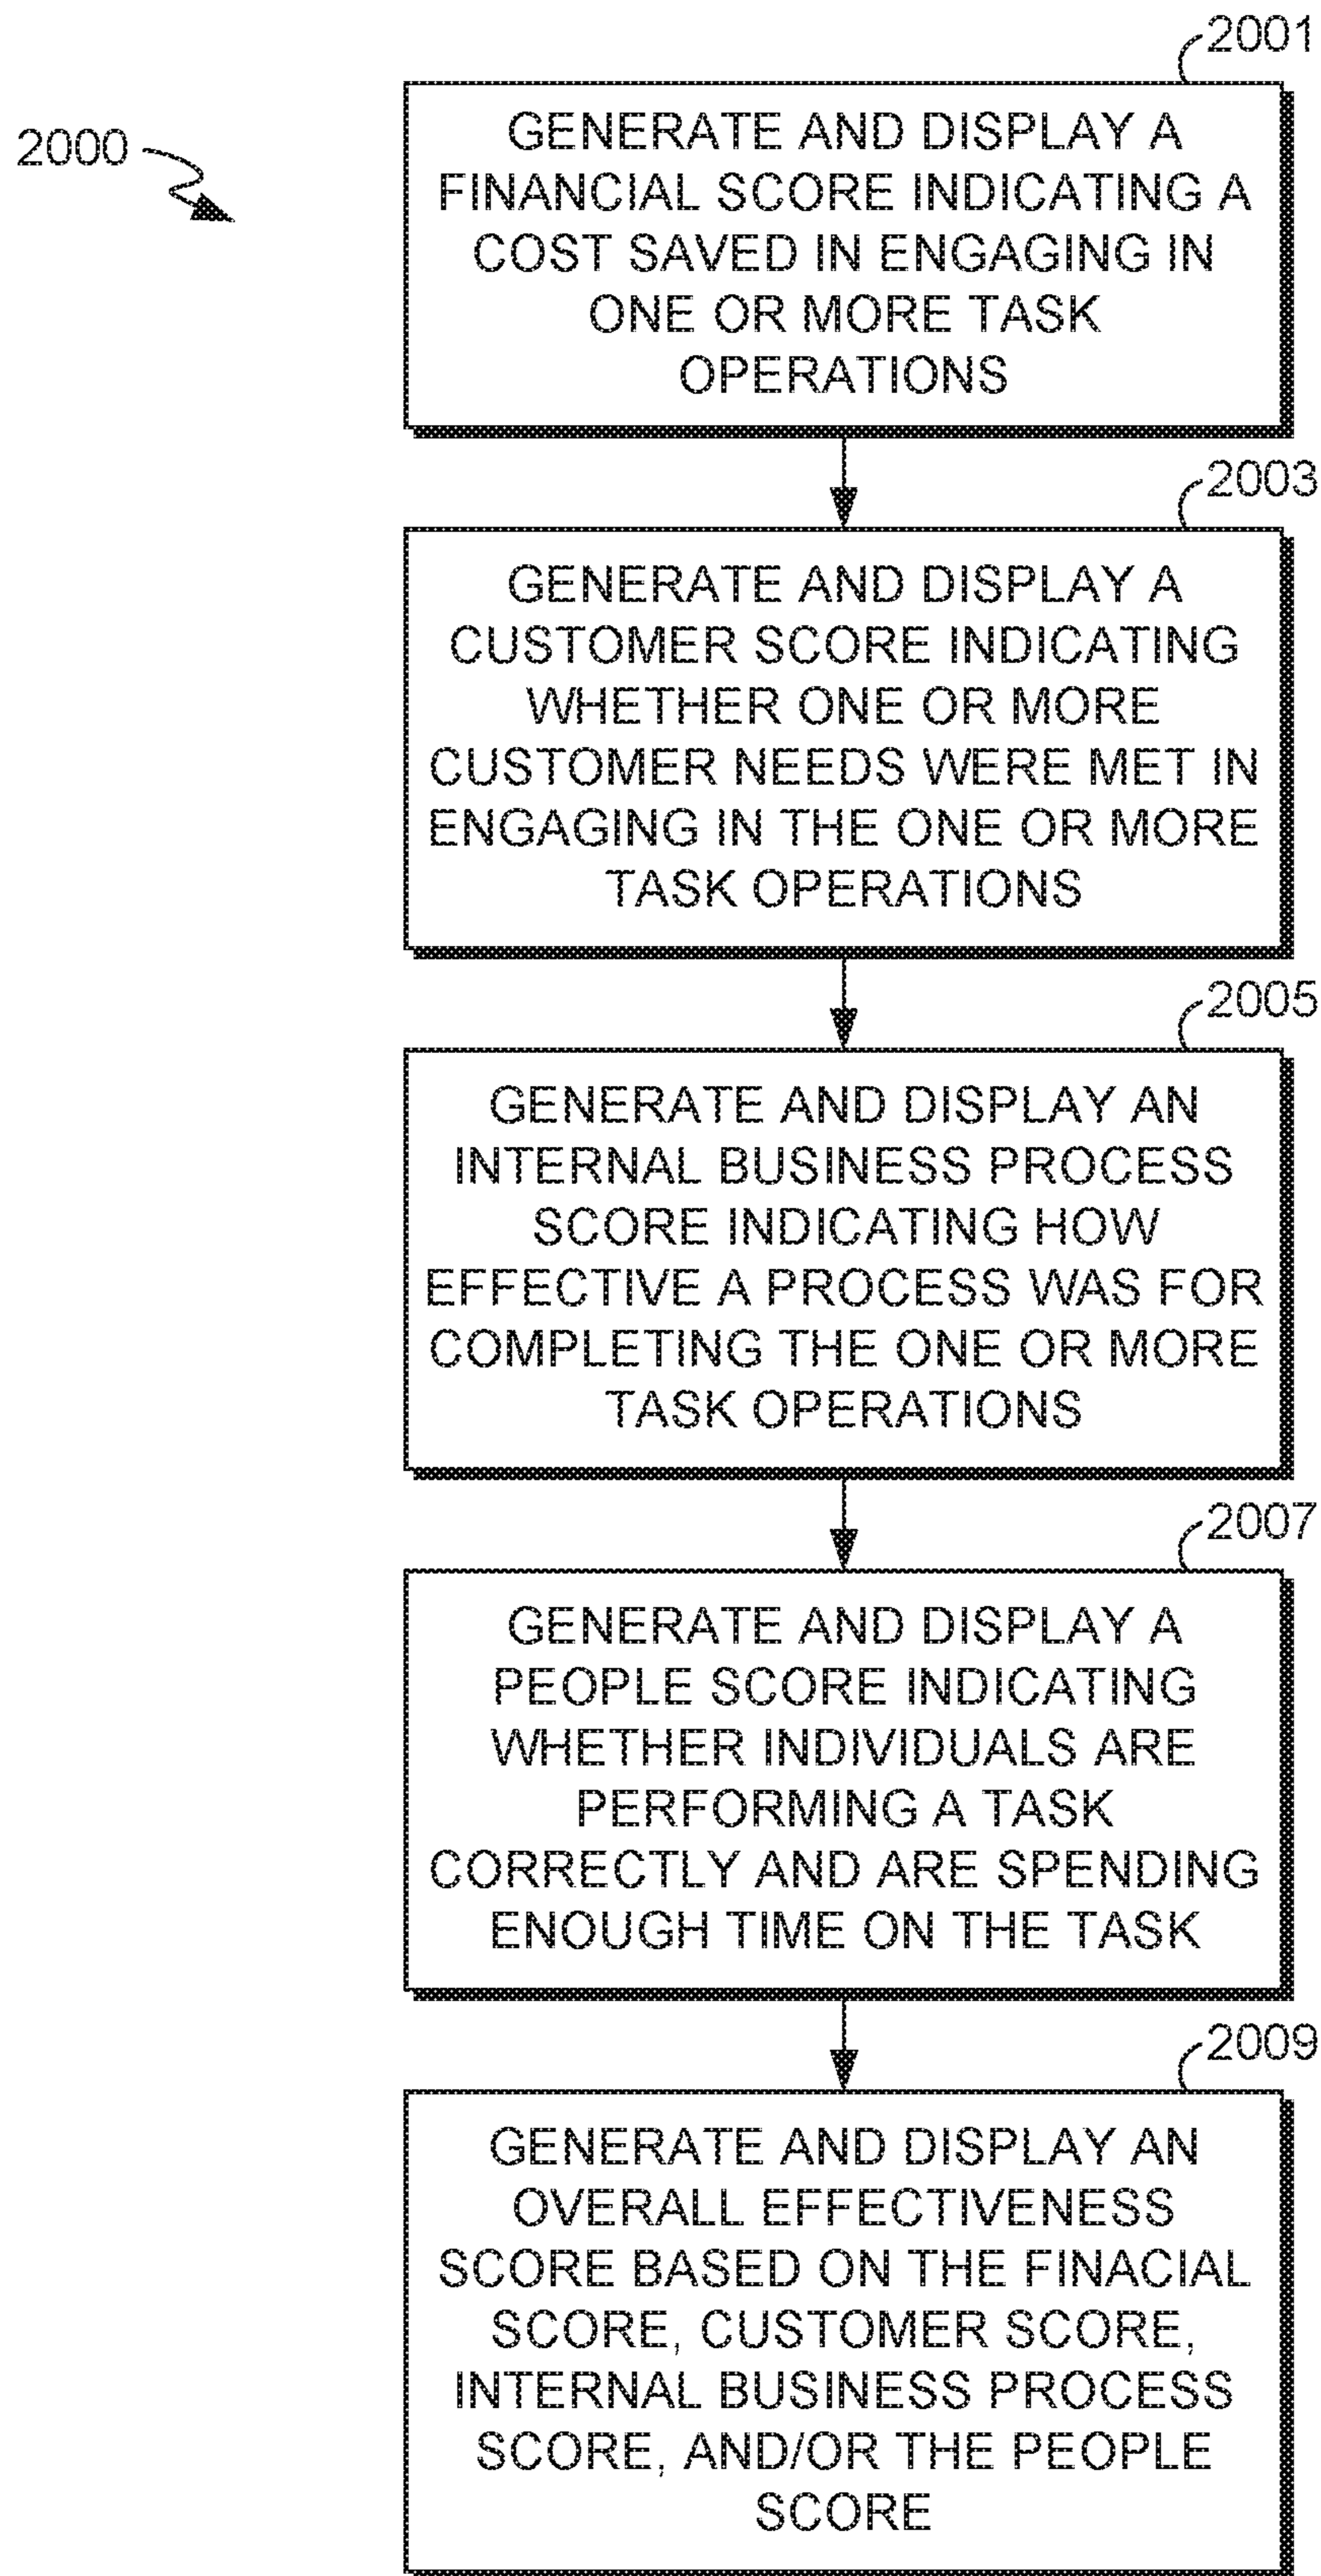 2001
2000
GENERATE AND DISPLAY A
FINANCIAL SCORE INDICATING A
COST SAVED IN ENGAGING IN
ONE OR MORE TASK
OPERATIONS
2003
GENERATE AND DISPLAY A
CUSTOMER SCORE INDICATING
WHETHER ONE OR MORE
CUSTOMER NEEDS WERE MET IN
ENGAGING IN THE ONE OR MORE
TASK OPERATIONS
2005
GENERATE AND DISPLAY AN
INTERNAL BUSINESS PROCESS
SCORE INDICATING HOW
EFFECTIVE A PROCESS WAS FOR
COMPLETING THE ONE OR MORE
TASK OPERATIONS
2007
GENERATE AND DISPLAY A
PEOPLE SCORE INDICATING
WHETHER INDIVIDUALS ARE
PERFORMING A TASK
CORRECTLY AND ARE SPENDING
ENOUGH TIME ON THE TASK
2009
GENERATE AND DISPLAY AN
OVERALL EFFECTIVENESS
SCORE BASED ON THE FINACIAL
SCORE, CUSTOMER SCORE,
INTERNAL BUSINESS PROCESS
SCORE, AND/OR THE PEOPLE
SCORE